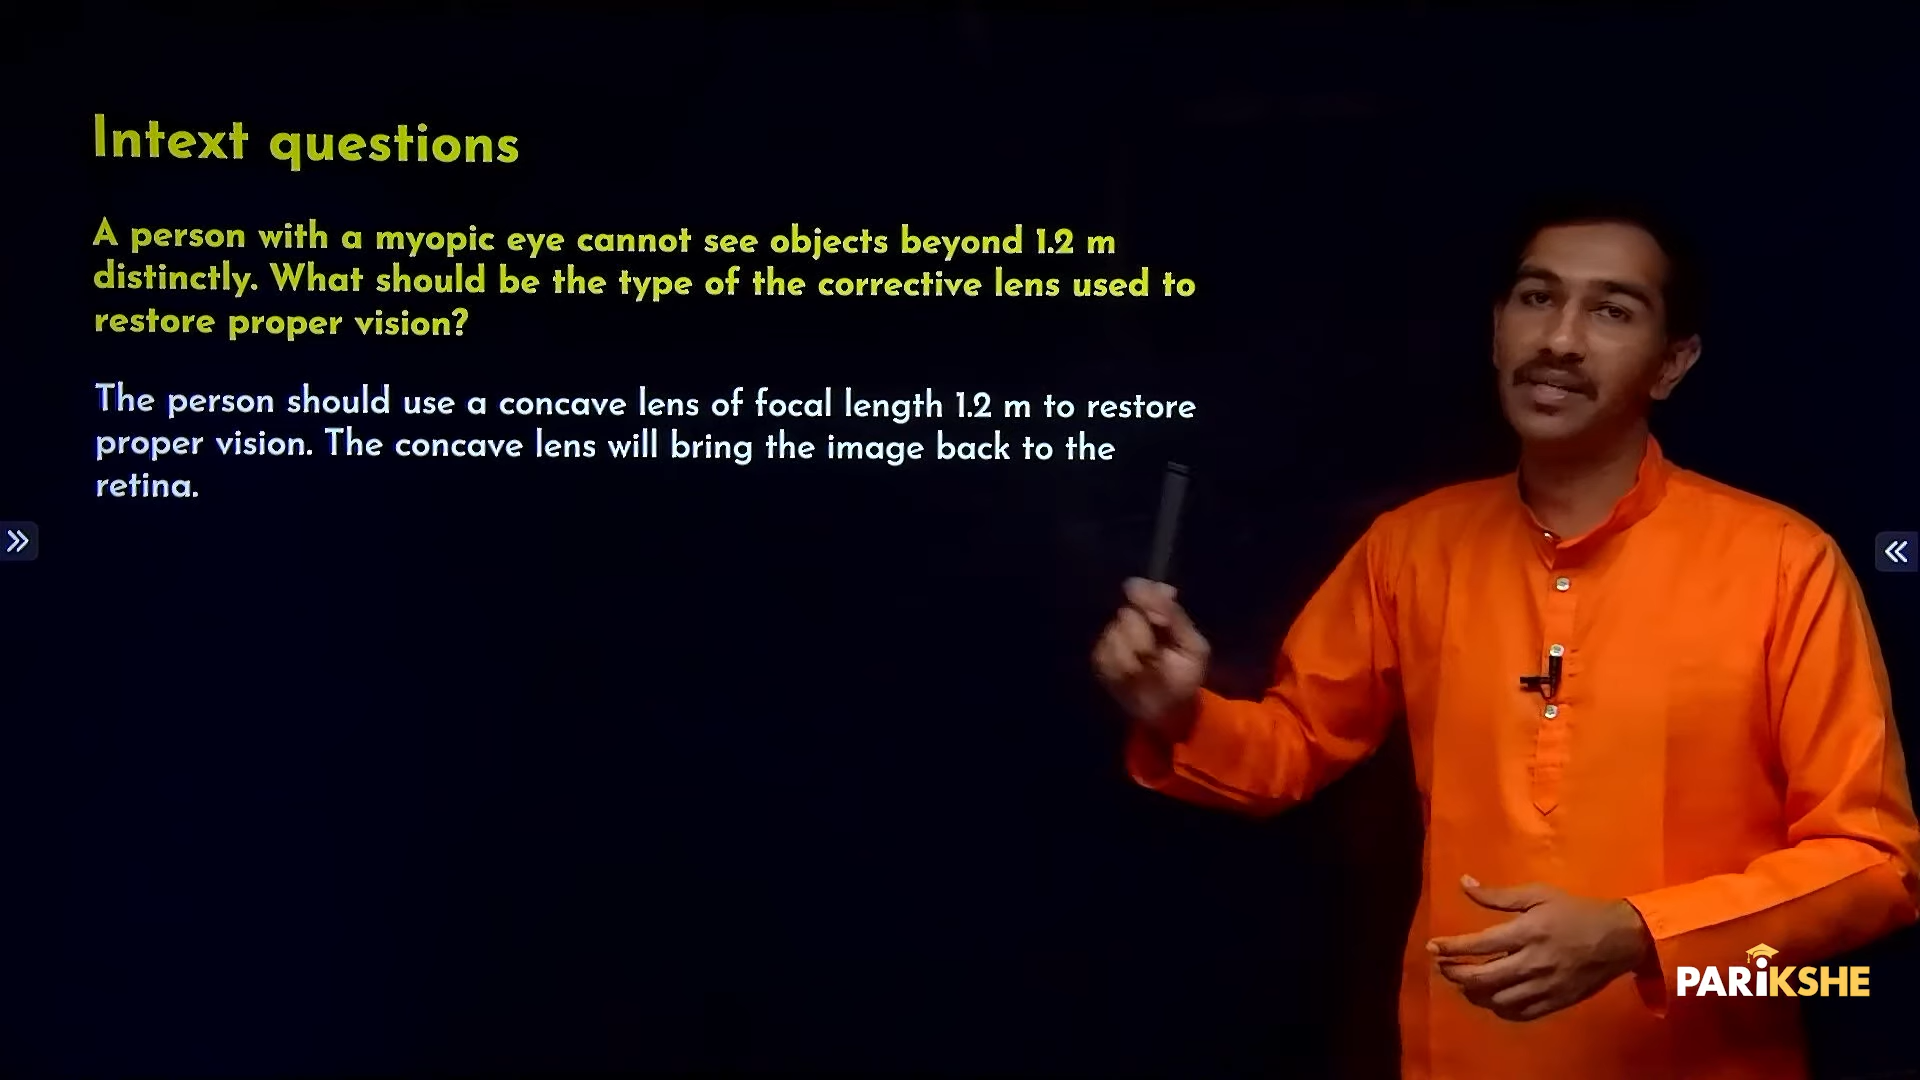 Intext questions
A person with a myopic eye cannot see objects beyond 1.2 m
distinctly. What should be the type of the corrective lens used to
restore proper vision?
The person should use a concave lens of focal length 1.2 m to restore
proper vision. The concave lens will bring the image back to the
retina.
PARiKSHE